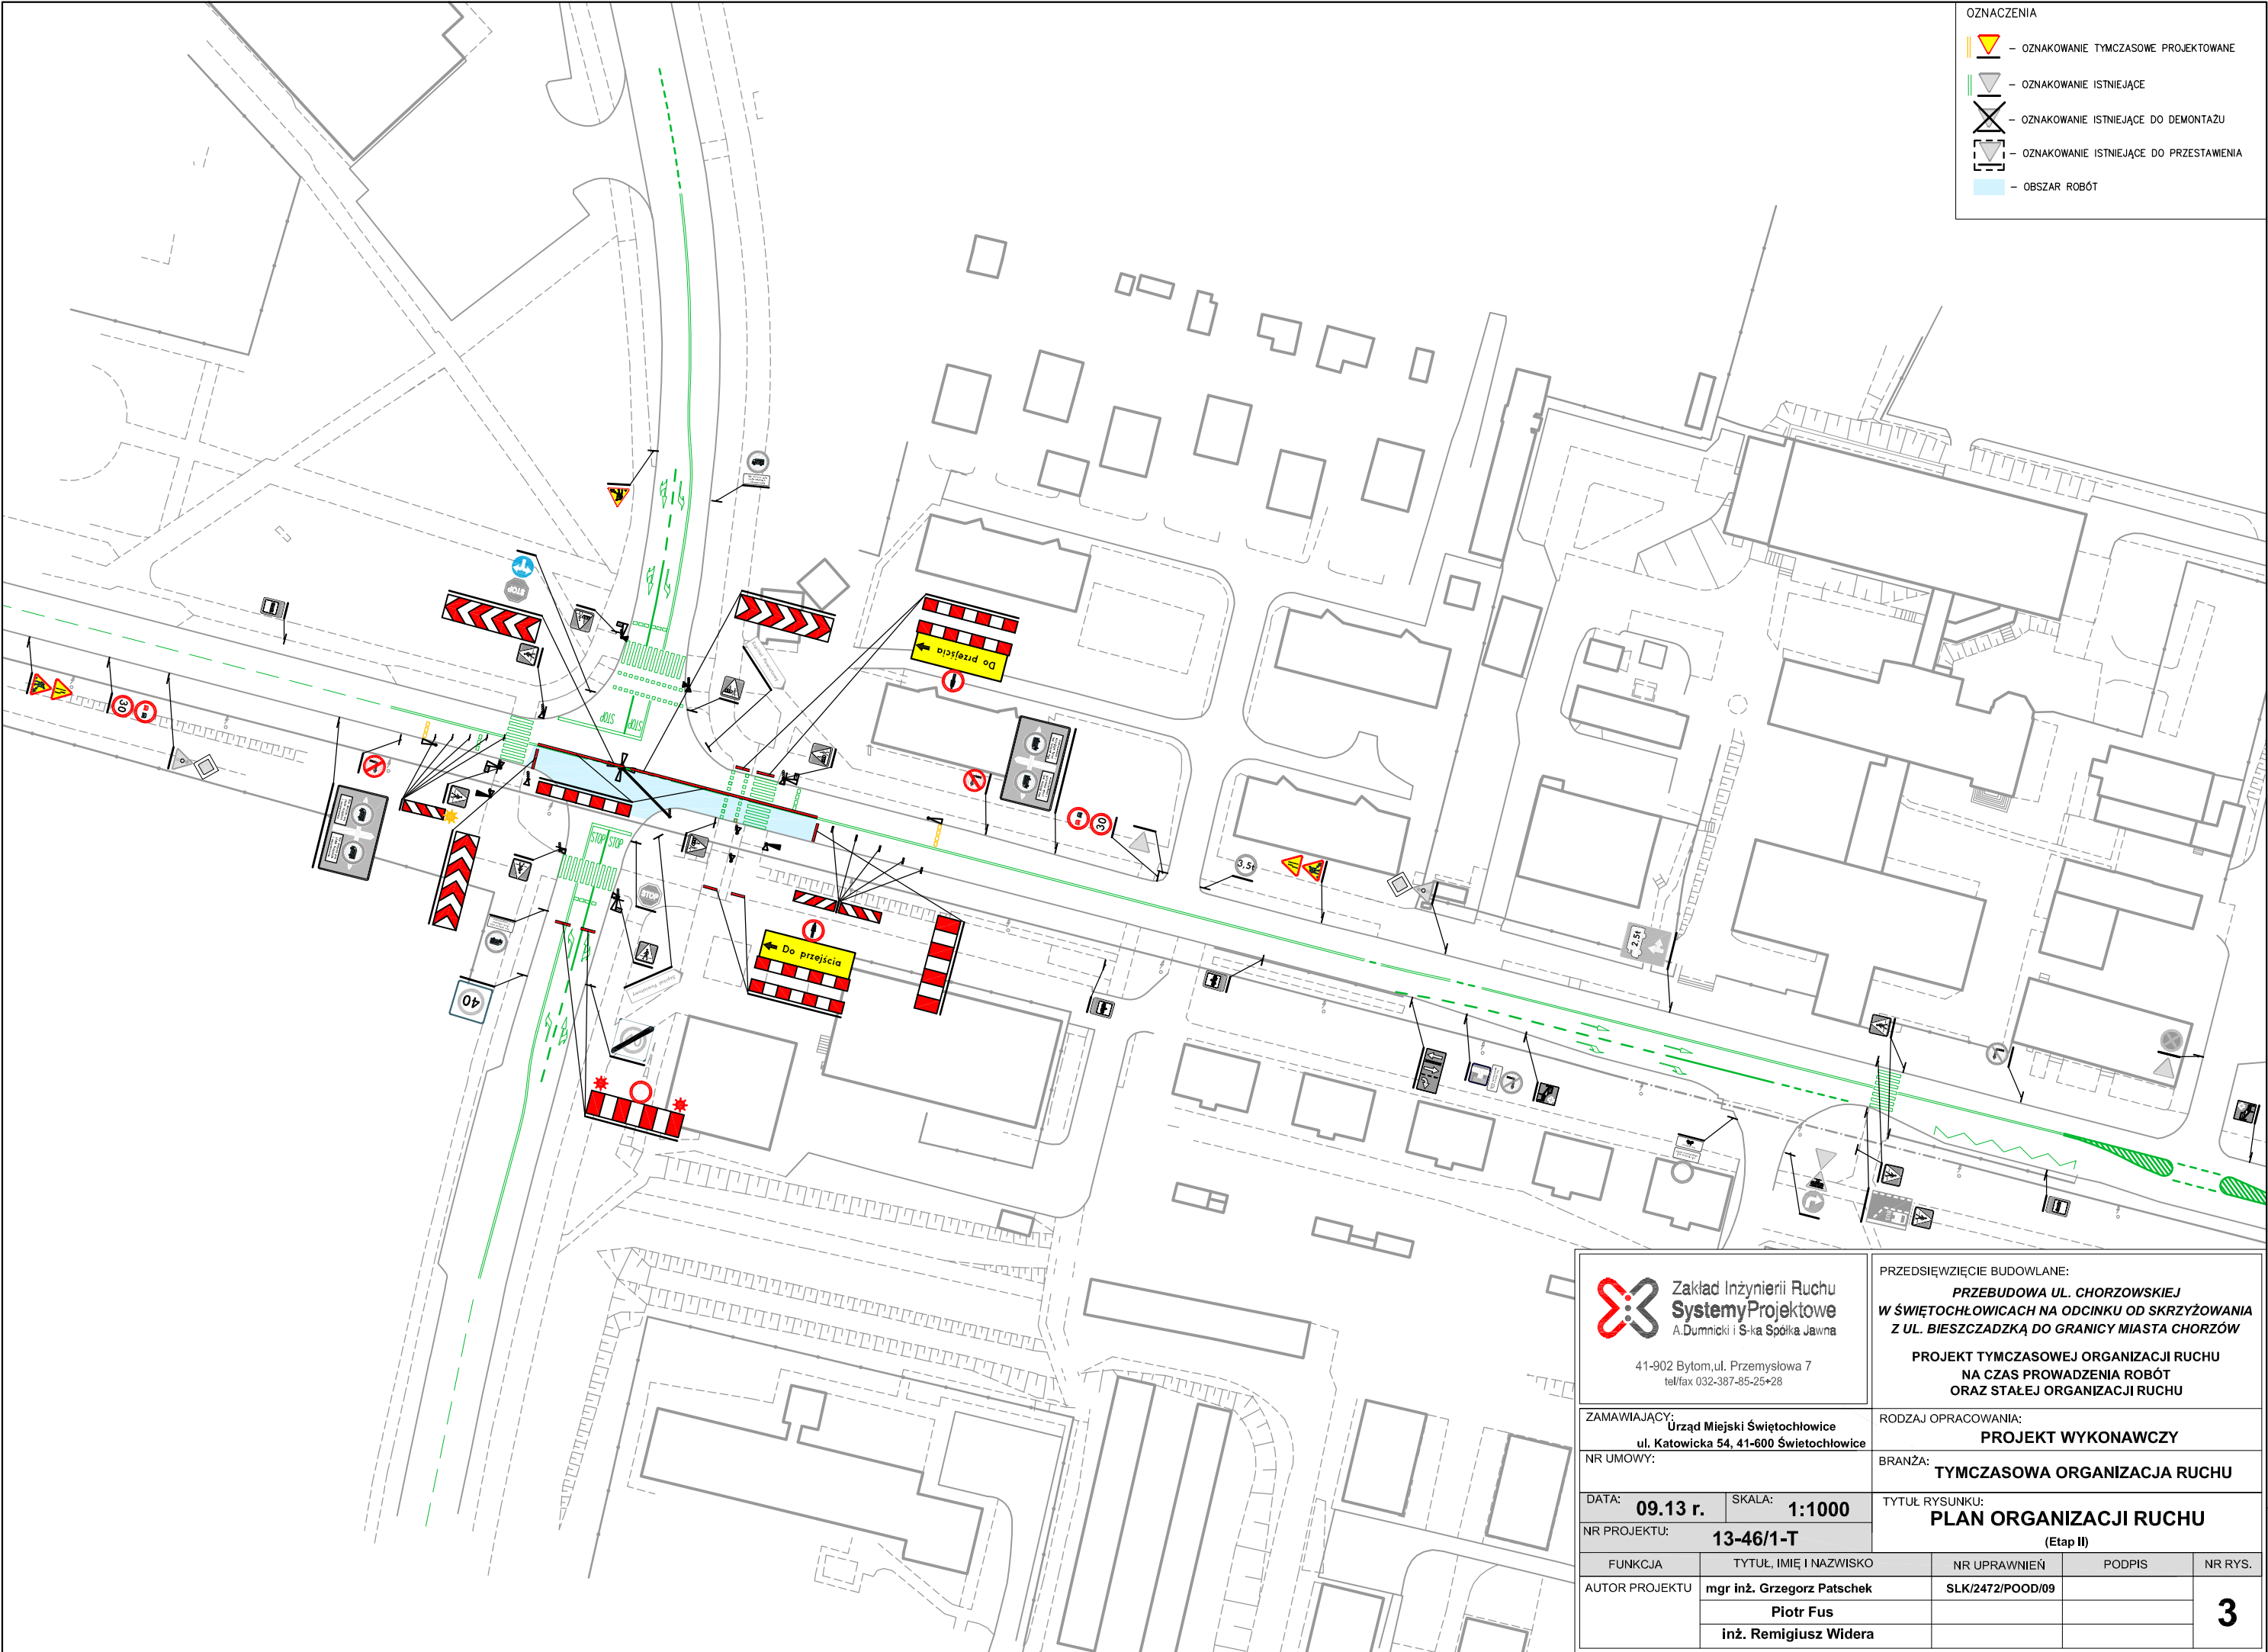 OZNACZENIA
– OZNAKOWANIE TYMCZASOWE PROJEKTOWANE
– OZNAKOWANIE ISTNIEJĄCE
– OZNAKOWANIE ISTNIEJĄCE DO DEMONTAŻU
– OZNAKOWANIE ISTNIEJĄCE DO PRZESTAWIENIA
– OBSZAR ROBÓT
STOP
Do przejścia
STOP
STOP
30
30
3,5t
STOP STOP
STOP
2,5t
Do przejścia
40
Zakład Inżynierii Ruchu
SystemyProjektowe
A.Dumnicki i S-ka Spółka Jawna
41-902 Bytom,ul. Przemysłowa 7
tel/fax 032-387-85-25÷28
PRZEDSIĘWZIĘCIE BUDOWLANE:
PRZEBUDOWA UL. CHORZOWSKIEJ
W ŚWIĘTOCHŁOWICACH NA ODCINKU OD SKRZYŻOWANIA
Z UL. BIESZCZADZKĄ DO GRANICY MIASTA CHORZÓW
PROJEKT TYMCZASOWEJ ORGANIZACJI RUCHU
NA CZAS PROWADZENIA ROBÓT
ORAZ STAŁEJ ORGANIZACJI RUCHU
ZAMAWIAJĄCY:
Urząd Miejski Świętochłowice
ul. Katowicka 54, 41-600 Świetochłowice
RODZAJ OPRACOWANIA:
PROJEKT WYKONAWCZY
NR UMOWY:
BRANŻA: TYMCZASOWA ORGANIZACJA RUCHU
DATA: 09.13 r. SKALA: 1:1000
TYTUŁ RYSUNKU:
PLAN ORGANIZACJI RUCHU
(Etap II)
NR PROJEKTU: 13-46/1-T
FUNKCJA TYTUŁ, IMIĘ I NAZWISKO NR UPRAWNIEŃ PODPIS NR RYS.
AUTOR PROJEKTU mgr inż. Grzegorz Patschek SLK/2472/POOD/09 3
Piotr Fus
inż. Remigiusz Widera